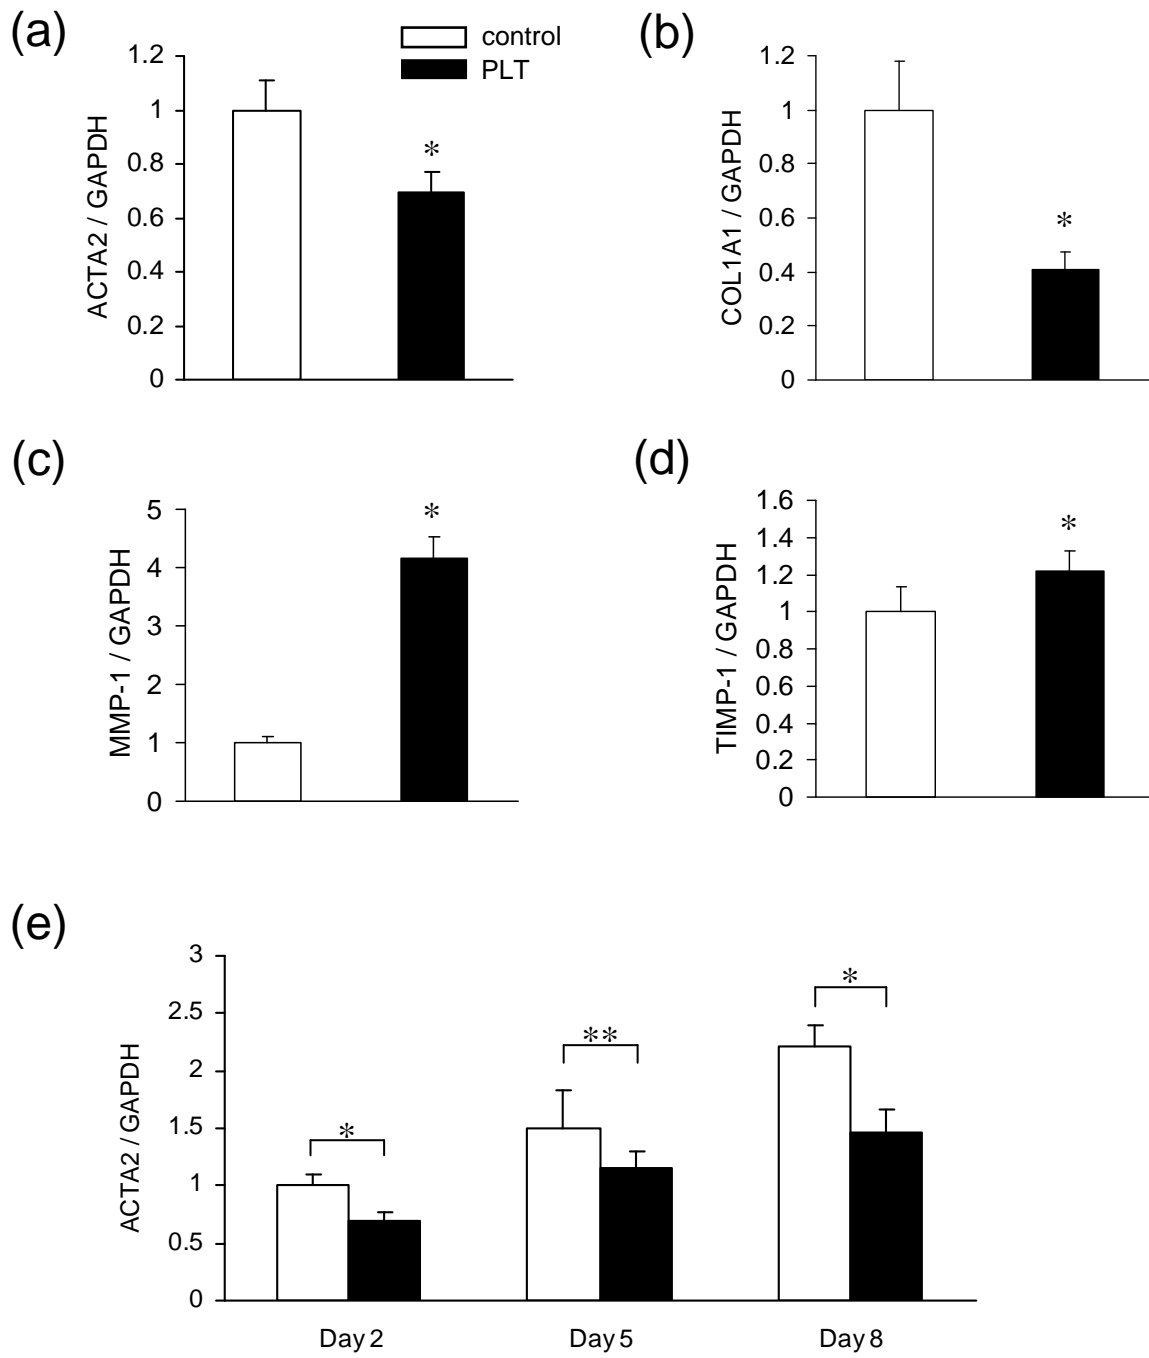 (a)
control
PLT
1.2
1
0.8
0.6
0.4
0.2
0
ACTA2 / GAPDH
*
(b)
1.2
1
0.8
0.6
0.4
0.2
0
COL1A1 / GAPDH
*
(c)
5
4
3
2
1
0
MMP-1 / GAPDH
*
(d)
1.6
1.4
1.2
1
0.8
0.6
0.4
0.2
0
TIMP-1 / GAPDH
*
(e)
3
2.5
2
1.5
1
0.5
0
ACTA2 / GAPDH
*
**
*
Day 2
Day 5
Day 8